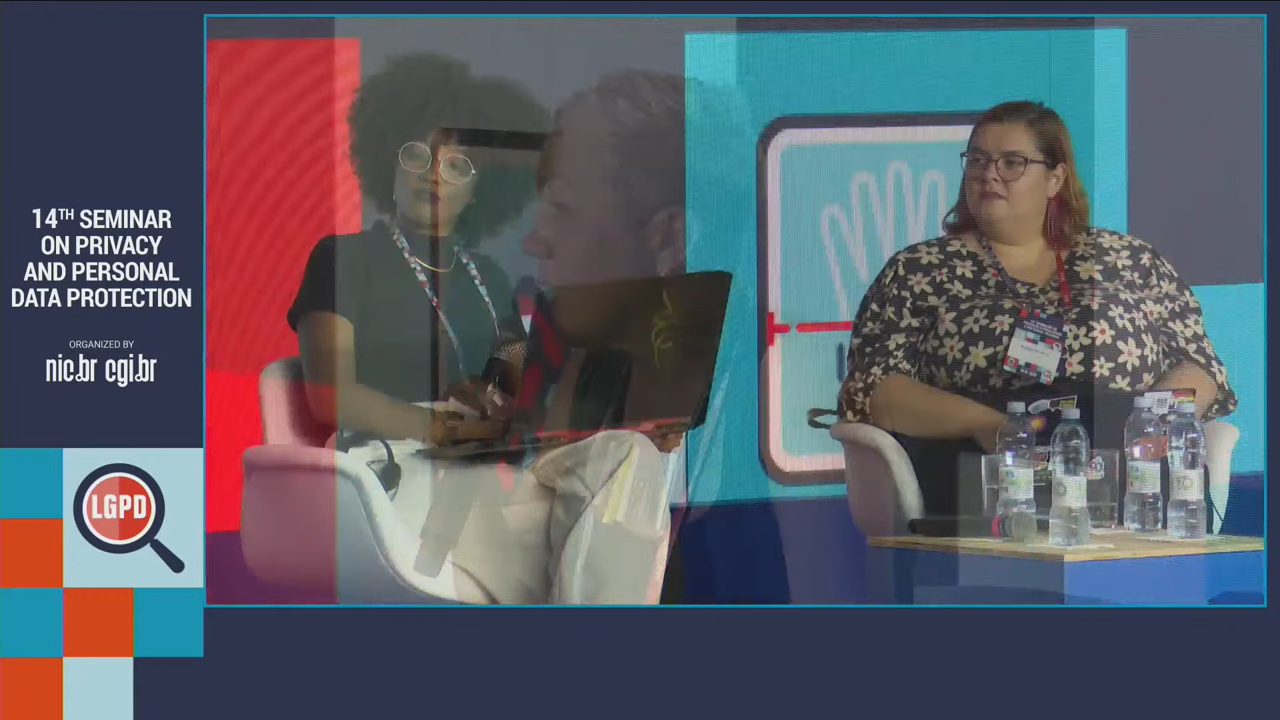 14TH SEMINAR
ON PRIVACY
AND PERSONAL
DATA PROTECTION
ORGANIZED BY
nic.br cgi.br
LGPD